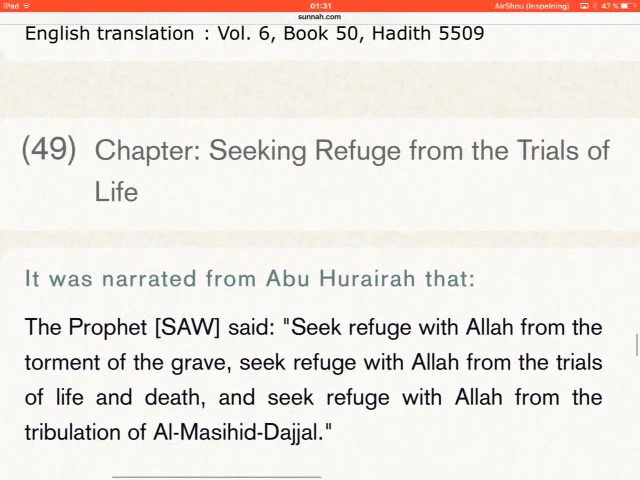 iPad 01:31 AirShou (Inspelning) 47 %
sunnah.com
English translation : Vol. 6, Book 50, Hadith 5509
(49) Chapter: Seeking Refuge from the Trials of
Life
It was narrated from Abu Hurairah that:
The Prophet [SAW] said: "Seek refuge with Allah from the
torment of the grave, seek refuge with Allah from the trials
of life and death, and seek refuge with Allah from the
tribulation of Al-Masihid-Dajjal."